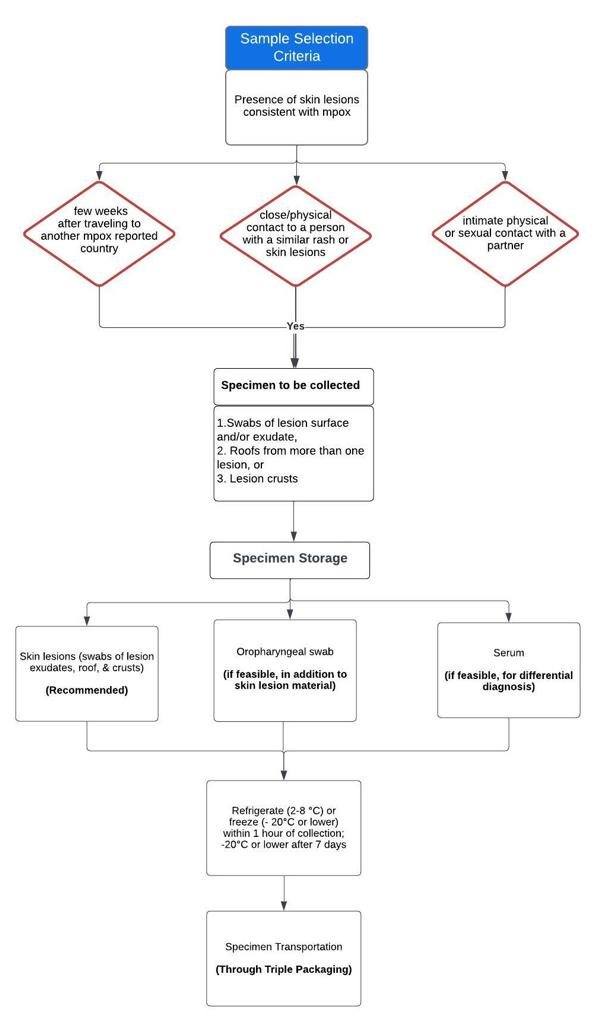 Sample Selection
Criteria
Presence of skin lesions
consistent with mpox
few weeks
after traveling to
another mpox reported
country
close/physical
contact to a person
with a similar rash or
skin lesions
intimate physical
or sexual contact with a
partner
Yes
Specimen to be collected
1.Swabs of lesion surface
and/or exudate,
2. Roofs from more than one
lesion, or
3. Lesion crusts
Specimen Storage
Skin lesions (swabs of lesion
exudates, roof, & crusts)
(Recommended)
Oropharyngeal swab
(if feasible, in addition to
skin lesion material)
Serum
(if feasible, for differential
diagnosis)
Refrigerate (2-8 °C) or
freeze (- 20°C or lower)
within 1 hour of collection;
-20°C or lower after 7 days
Specimen Transportation
(Through Triple Packaging)